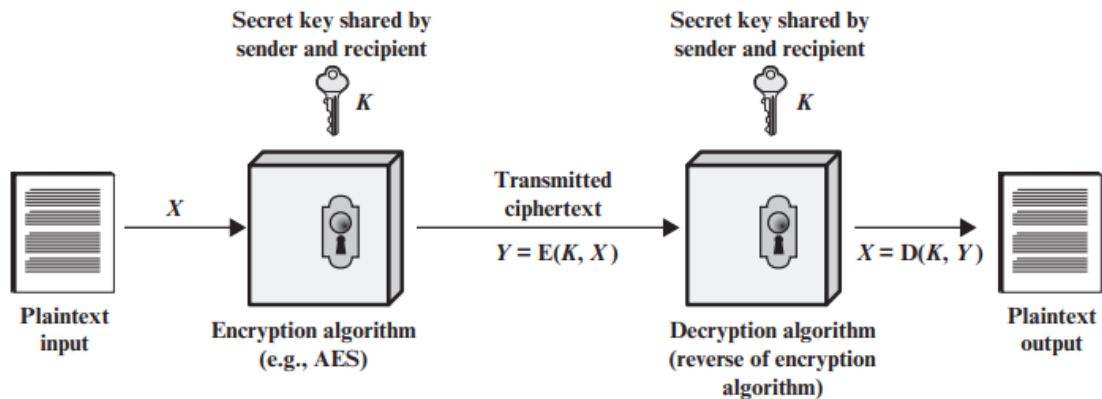 Secret key shared by
sender and recipient
K
Secret key shared by
sender and recipient
K
X
Transmitted
ciphertext
Y = E(K, X)
X = D(K, Y)
Plaintext
input
Encryption algorithm
(e.g., AES)
Decryption algorithm
(reverse of encryption
algorithm)
Plaintext
output